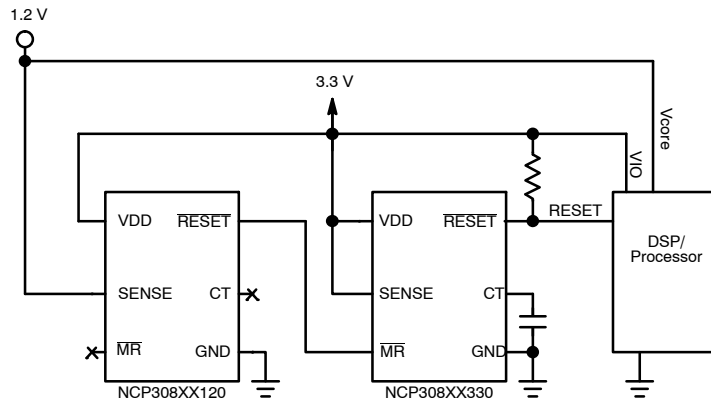 1.2 V
3.3 V
Vcore
VIO
VDD
RESET
SENSE
CT
MR
GND
NCP308XX120
VDD
RESET
SENSE
CT
MR
GND
NCP308XX330
RESET
DSP/
Processor